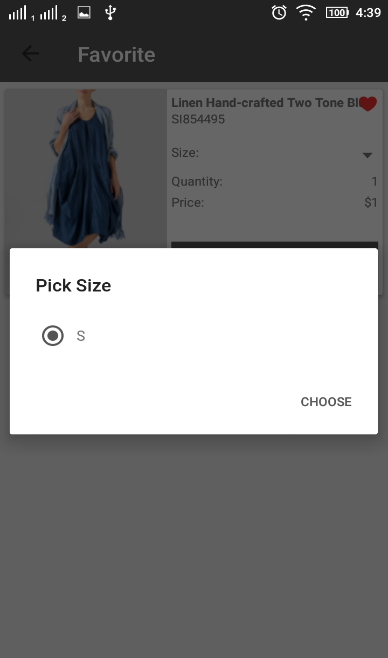 1 2 100 4:39
Favorite
Linen Hand-crafted Two Tone Bl
SI854495
Size:
Quantity: 1
Price: $1
Pick Size
S
CHOOSE